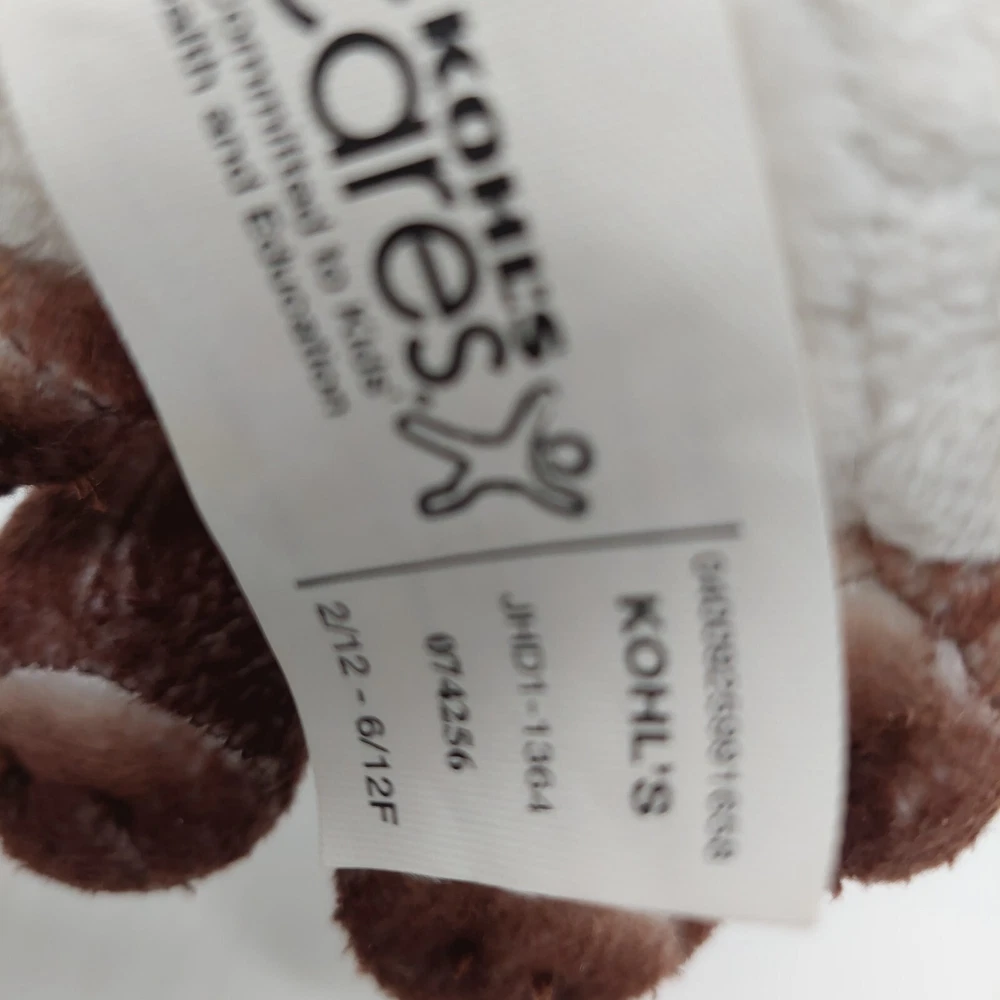 KOHL'S
Cares
Committed to Kids'
Health and Education
KOHL'S
JHD1-1364
074256
2/12 - 6/12F